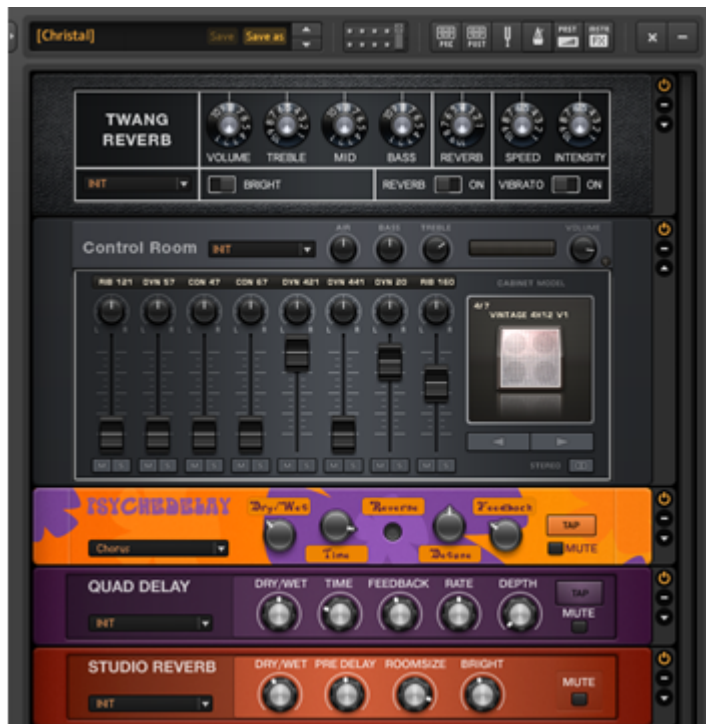 [Christal] Save Save as PRE POST PRST INSTR FX
TWANG
REVERB
VOLUME TREBLE MID BASS REVERB SPEED INTENSITY
INIT BRIGHT REVERB ON VIBRATO ON
AIR BASS TREBLE VOLUME
Control Room INIT
RIB 121 DYN 57 CON 47 CON 67 DYN 421 DYN 441 DYN 20 RIB 160 CABINET MODEL
4/7
VINTAGE 4X12 V1
L R L R L R L R L R L R L R L R
M S M S M S M S M S M S M S M S STEREO
PSYCHEDELAY Dry/Wet Reverse Feedback
TAP
Chorus Time Detune MUTE
QUAD DELAY DRY/WET TIME FEEDBACK RATE DEPTH TAP
INIT MUTE
STUDIO REVERB DRY/WET PRE DELAY ROOMSIZE BRIGHT
MUTE
INIT